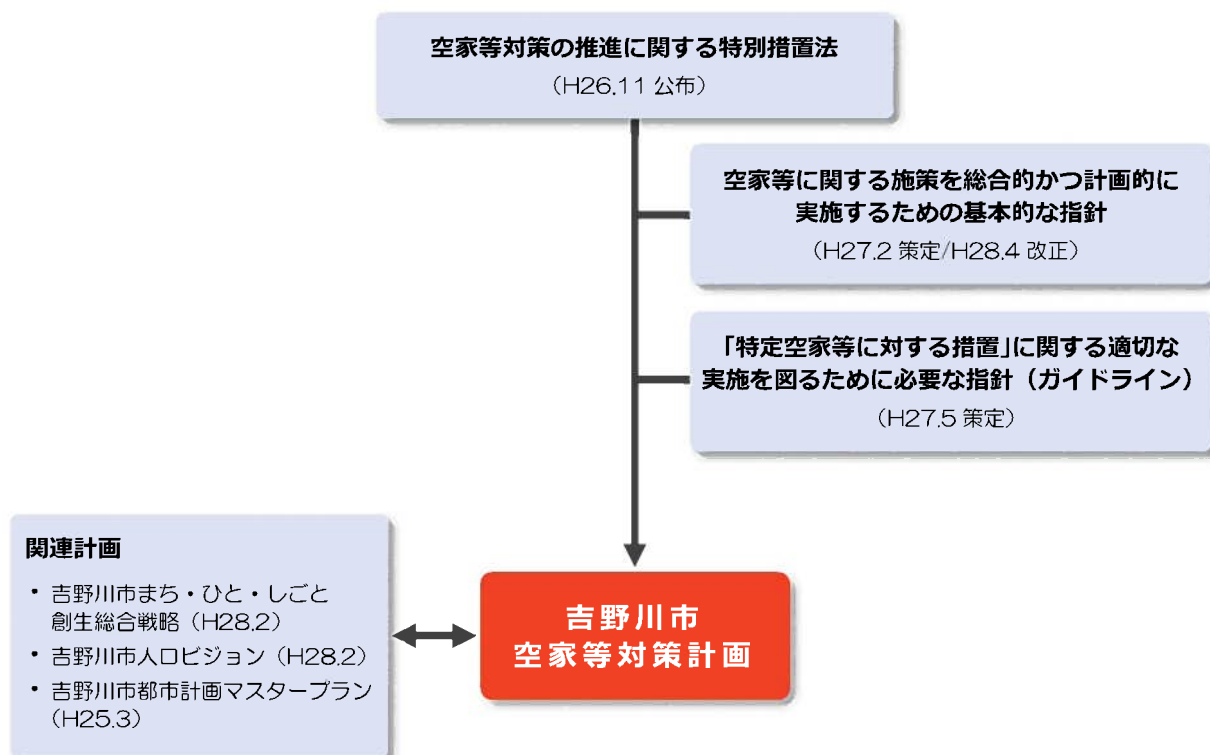 空家等対策の推進に関する特別措置法
(H26.11 公布)
空家等に関する施策を総合的かつ計画的に
実施するための基本的な指針
(H27.2 策定/H28.4 改正)
「特定空家等に対する措置」に関する適切な
実施を図るために必要な指針（ガイドライン）
(H27.5 策定)
関連計画
・吉野川市まち・ひと・しごと
創生総合戦略（H28.2）
・吉野川市人口ビジョン（H28.2）
・吉野川市都市計画マスタープラン
（H25.3）
吉野川市
空家等対策計画